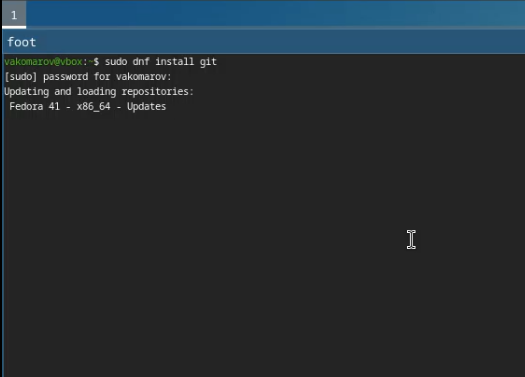 1
foot
vakomarov@vbox:~$ sudo dnf install git
[sudo] password for vakomarov:
Updating and loading repositories:
 Fedora 41 - x86_64 - Updates